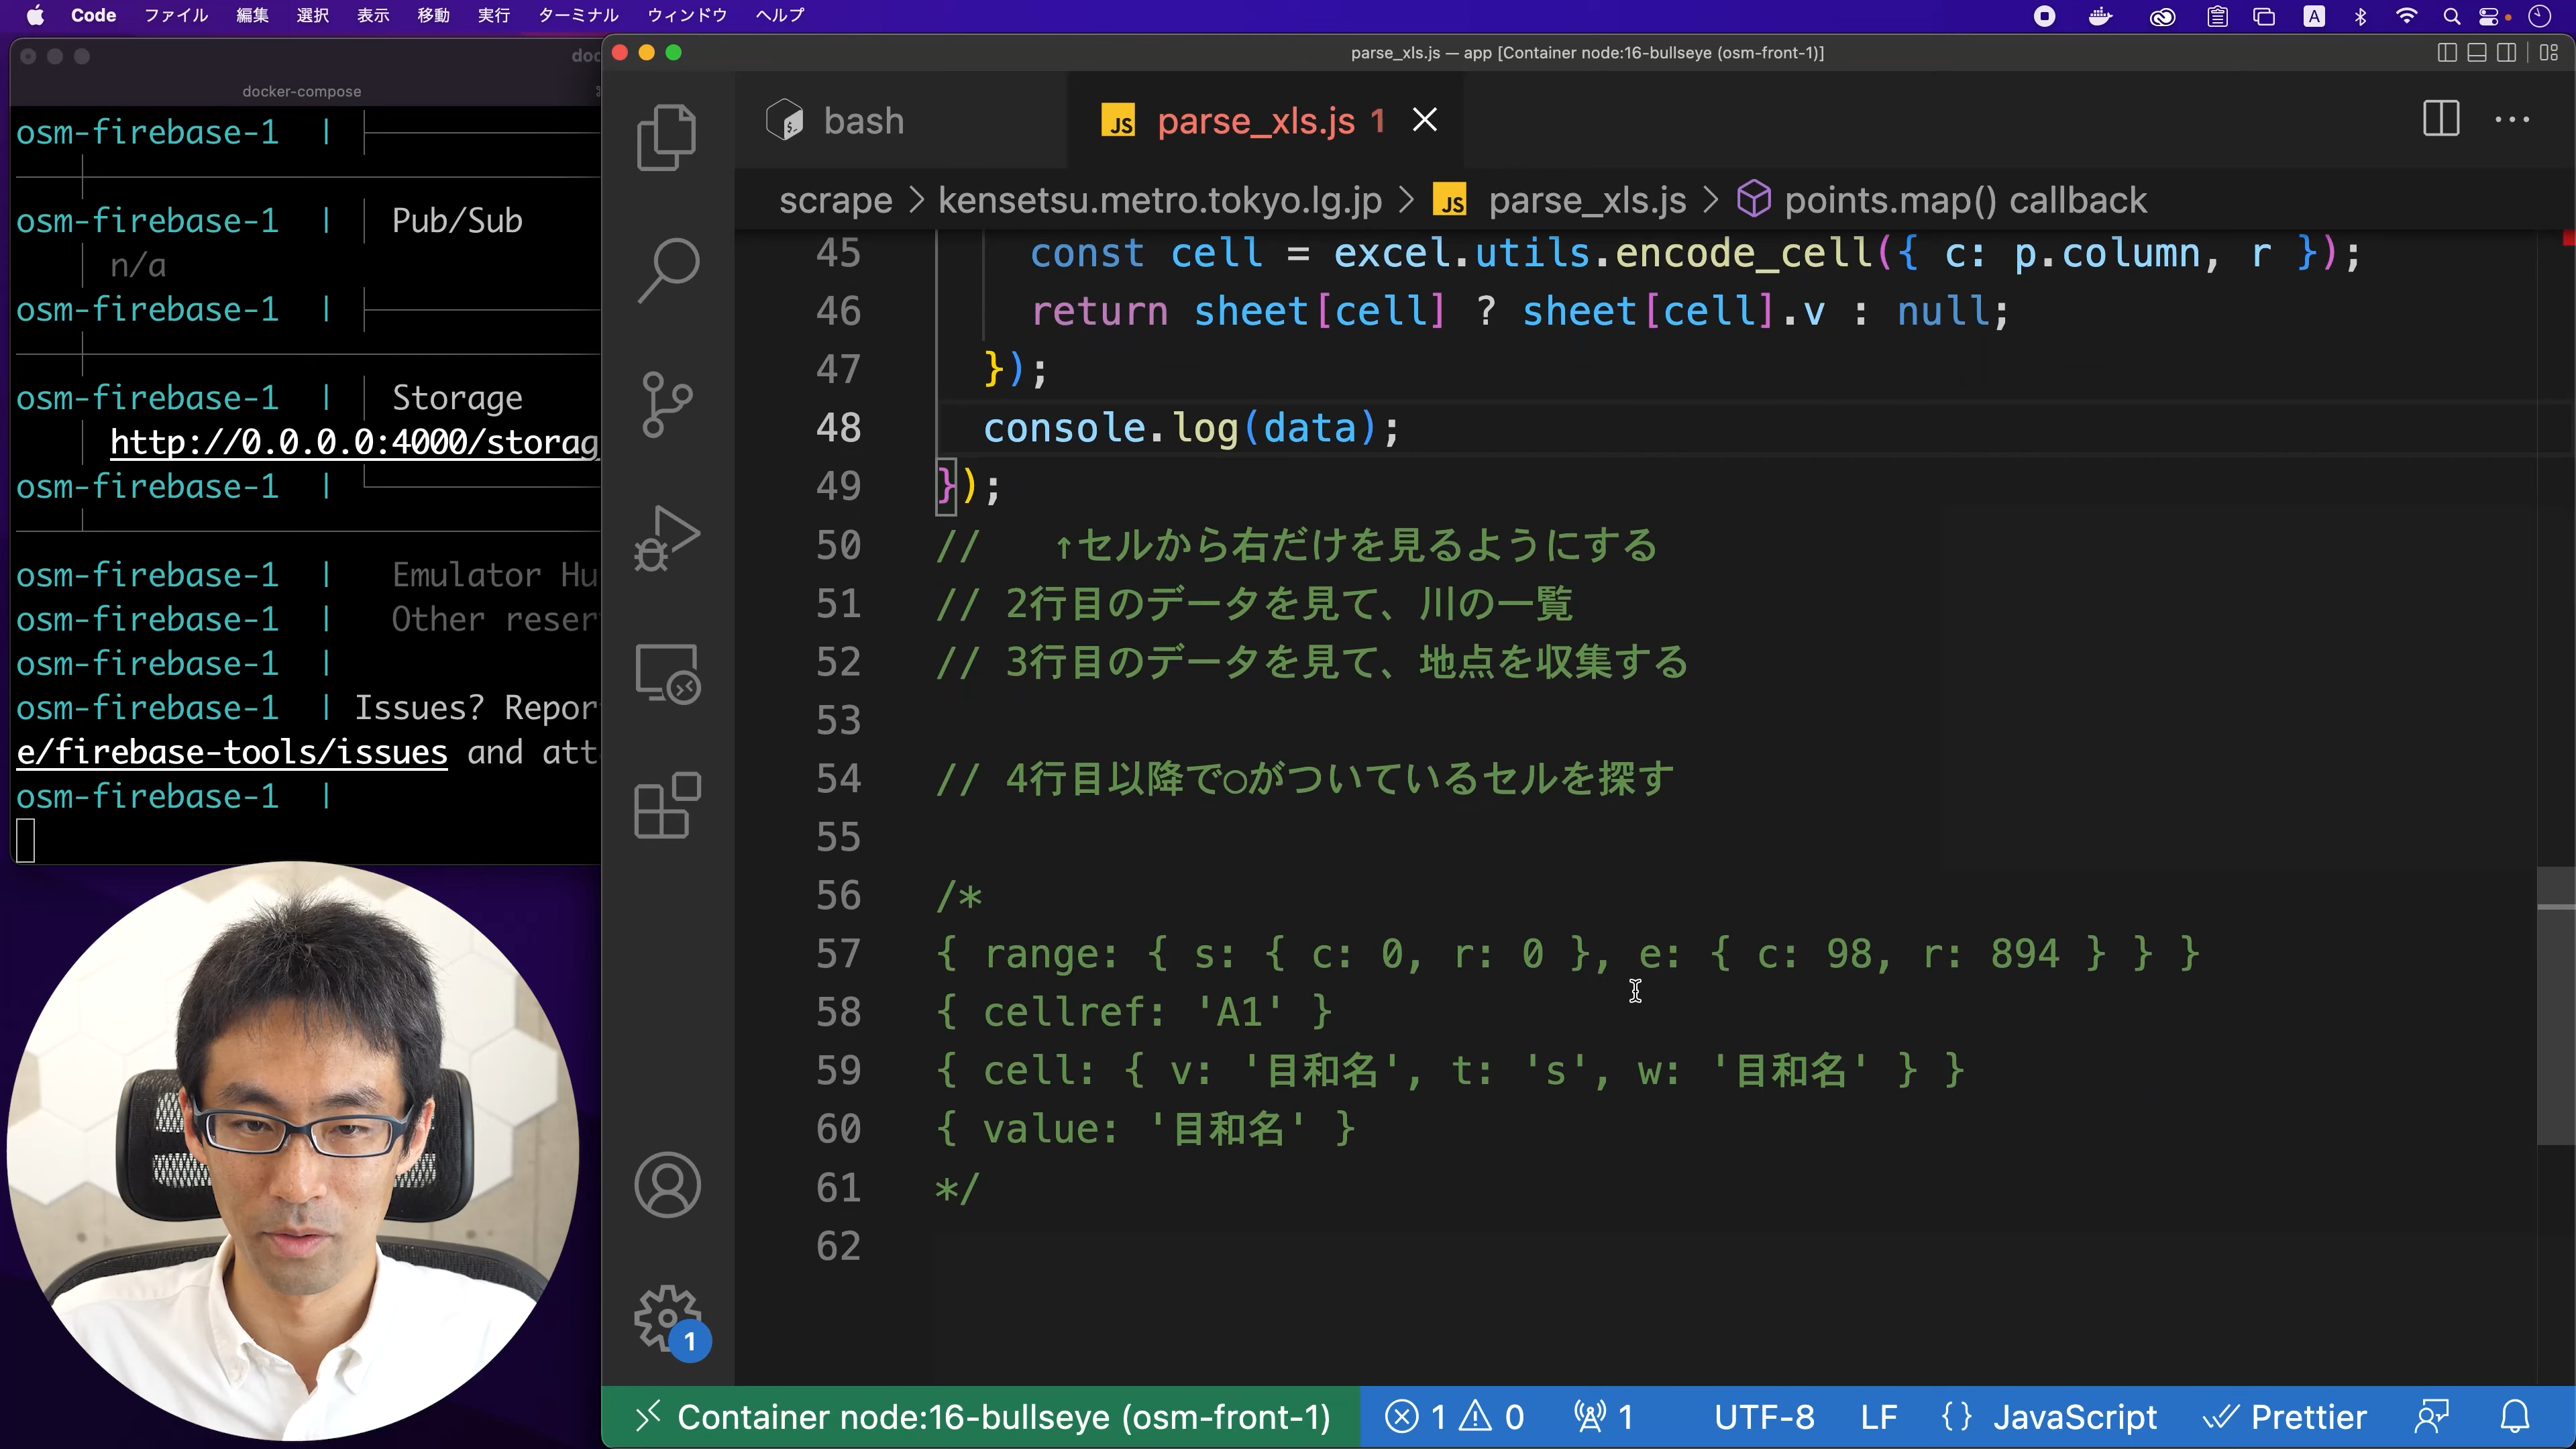 Code ファイル 編集 選択 表示 移動 実行 ターミナル ウィンドウ ヘルプ A
docker-compose
osm-firebase-1 |
osm-firebase-1 | Pub/Sub
n/a
osm-firebase-1 |
osm-firebase-1 | Storage
http://0.0.0.0:4000/storag
osm-firebase-1 |
osm-firebase-1 | Emulator Hu
osm-firebase-1 | Other reser
osm-firebase-1 |
osm-firebase-1 | Issues? Repor
e/firebase-tools/issues and att
osm-firebase-1 |
parse_xls.js — app [Container node:16-bullseye (osm-front-1)]
bash
JS parse_xls.js 1
scrape > kensetsu.metro.tokyo.lg.jp > JS parse_xls.js > points.map() callback
45 const cell = excel.utils.encode_cell({ c: p.column, r });
46 return sheet[cell] ? sheet[cell].v : null;
47 });
48 console.log(data);
49 });
50 // ↑セルから右だけを見るようにする
51 // 2行目のデータを見て、川の一覧
52 // 3行目のデータを見て、地点を収集する
53
54 // 4行目以降で○がついているセルを探す
55
56 /*
57 { range: { s: { c: 0, r: 0 }, e: { c: 98, r: 894 } } }
58 { cellref: 'A1' }
59 { cell: { v: '目和名', t: 's', w: '目和名' } }
60 { value: '目和名' }
61 */
62
1
Container node:16-bullseye (osm-front-1) 1 0 1 UTF-8 LF {} JavaScript Prettier